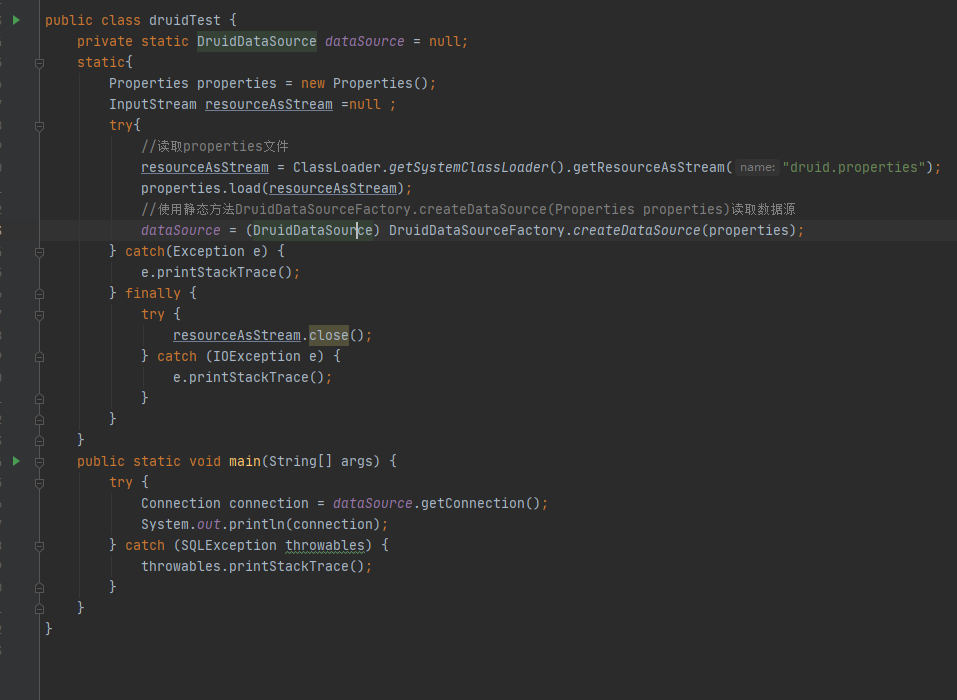 public class druidTest {
    private static DruidDataSource dataSource = null;
    static{
        Properties properties = new Properties();
        InputStream resourceAsStream =null ;
        try{
            //读取properties文件
            resourceAsStream = ClassLoader.getSystemClassLoader().getResourceAsStream( name: "druid.properties");
            properties.load(resourceAsStream);
            //使用静态方法DruidDataSourceFactory.createDataSource(Properties properties)读取数据源
            dataSource = (DruidDataSource) DruidDataSourceFactory.createDataSource(properties);
        } catch(Exception e) {
            e.printStackTrace();
        } finally {
            try {
                resourceAsStream.close();
            } catch (IOException e) {
                e.printStackTrace();
            }
        }
    }
    public static void main(String[] args) {
        try {
            Connection connection = dataSource.getConnection();
            System.out.println(connection);
        } catch (SQLException throwables) {
            throwables.printStackTrace();
        }
    }
}